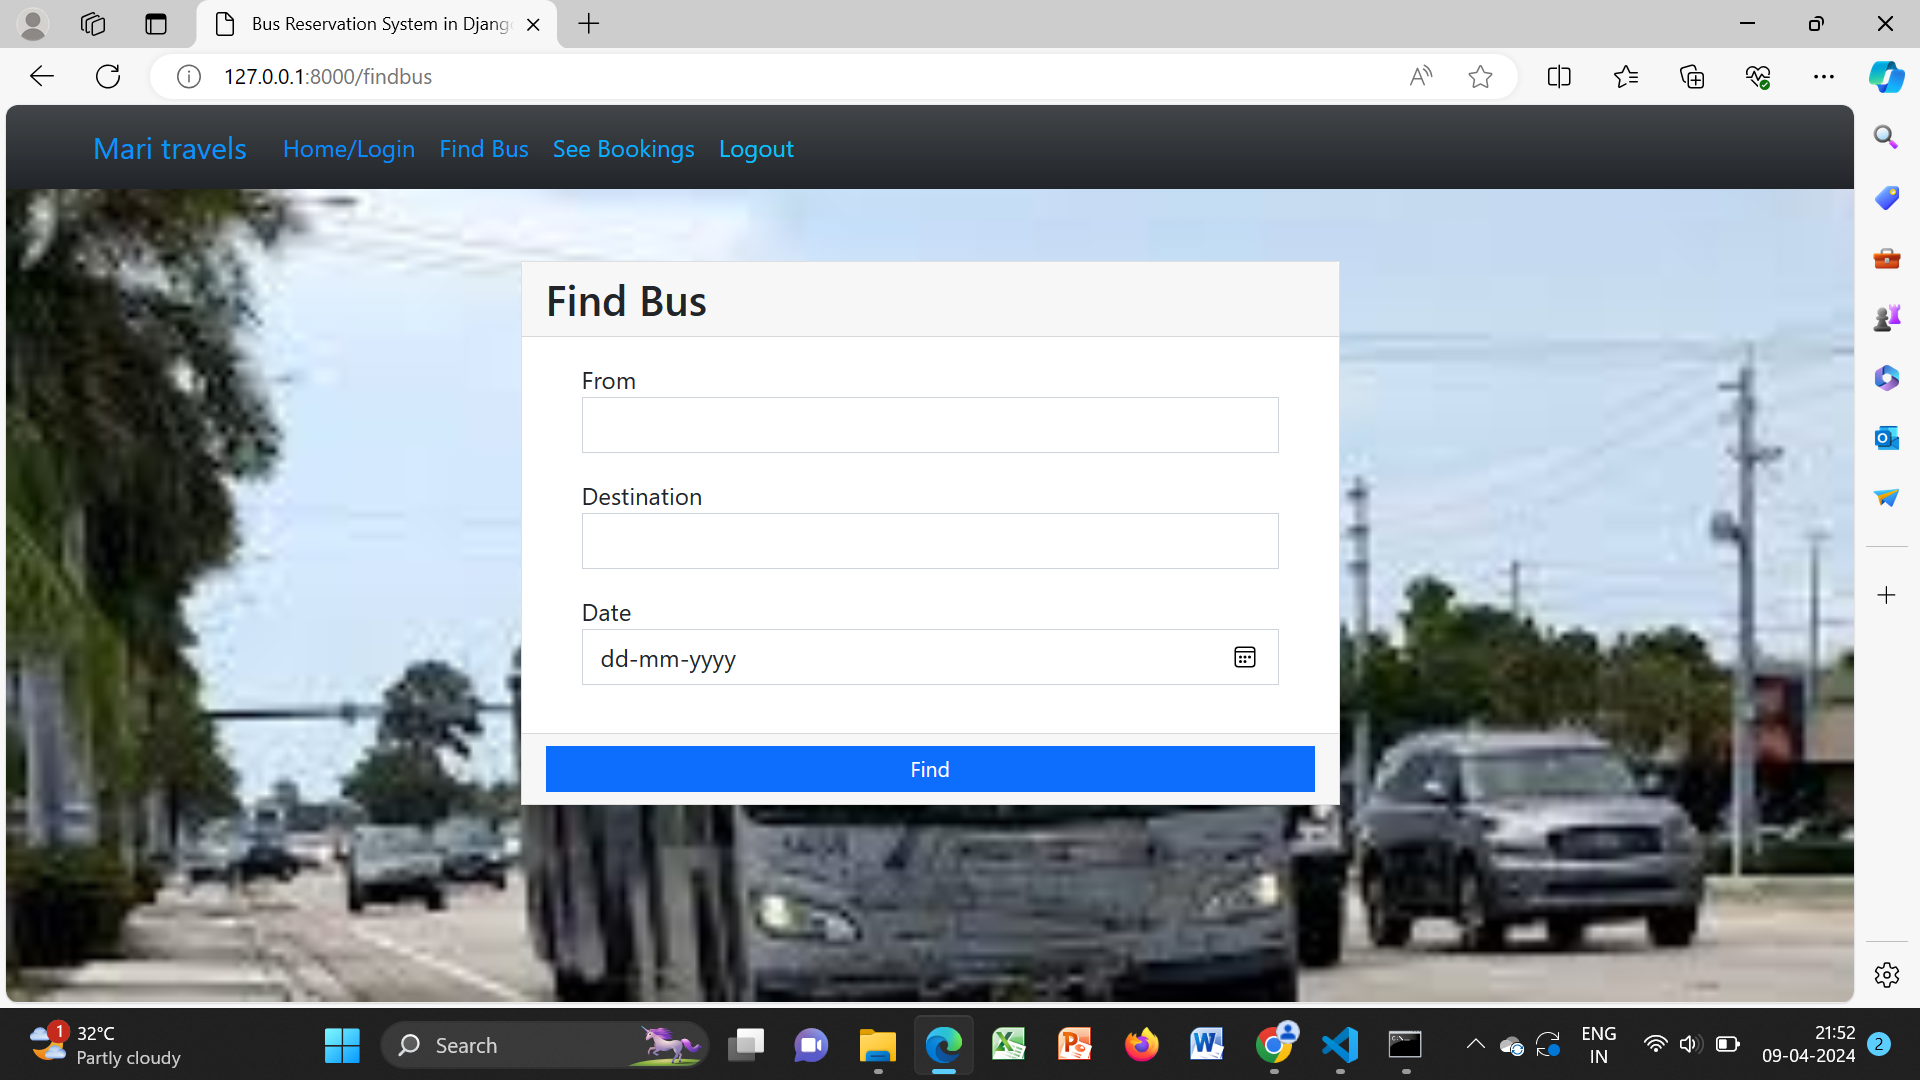 Bus Reservation System in Djang
127.0.0.1:8000/findbus
Mari travels Home/Login Find Bus See Bookings Logout
Find Bus
From
Destination
Date
dd-mm-yyyy
Find
1
32°C
Partly cloudy
Search
ENG
IN
21:52
09-04-2024
2